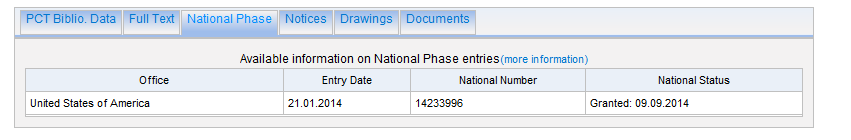 PCT Biblio. Data Full Text National Phase Notices Drawings Documents
Available information on National Phase entries(more information)
Office Entry Date National Number National Status
United States of America 21.01.2014 14233996 Granted: 09.09.2014